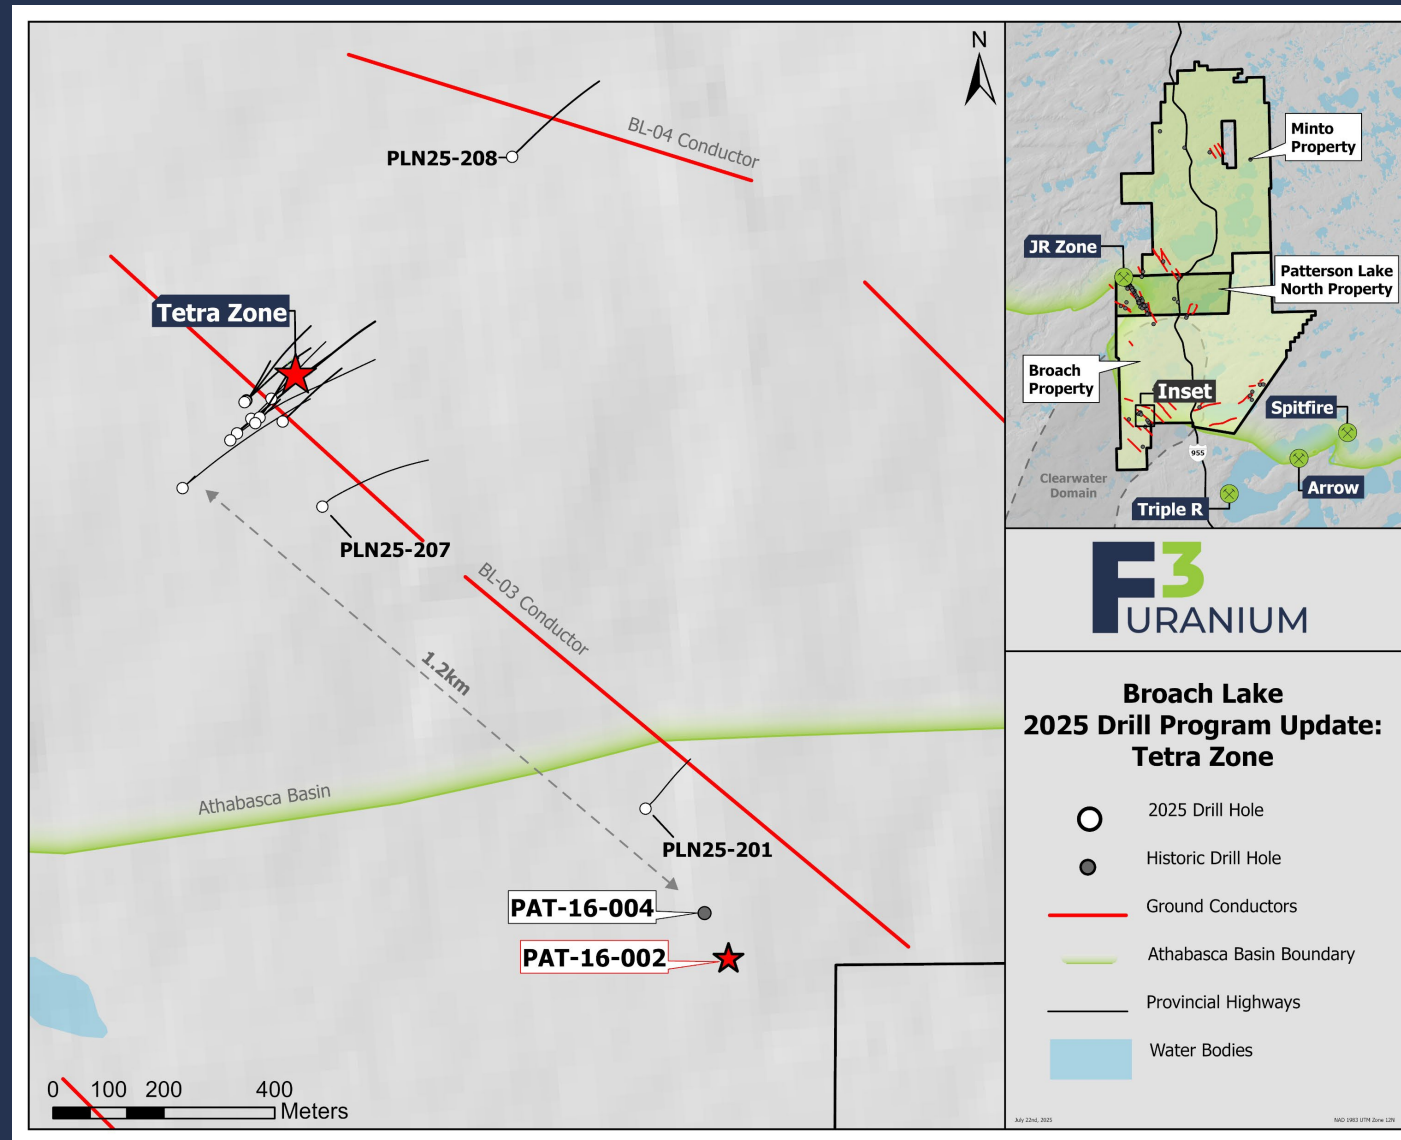 N
BL-04 Conductor
PLN25-208
Tetra Zone
PLN25-207
BL-03 Conductor
1.2km
Athabasca Basin
PLN25-201
PAT-16-004
PAT-16-002
0 100 200 400
Meters
Minto
Property
JR Zone
Patterson Lake
North Property
Broach
Property
Inset
Spitfire
955
Clearwater
Domain
Arrow
Triple R
F3
URANIUM
Broach Lake
2025 Drill Program Update:
Tetra Zone
2025 Drill Hole
Historic Drill Hole
Ground Conductors
Athabasca Basin Boundary
Provincial Highways
Water Bodies
July 22nd, 2025
NAD 1983 UTM Zone 12N